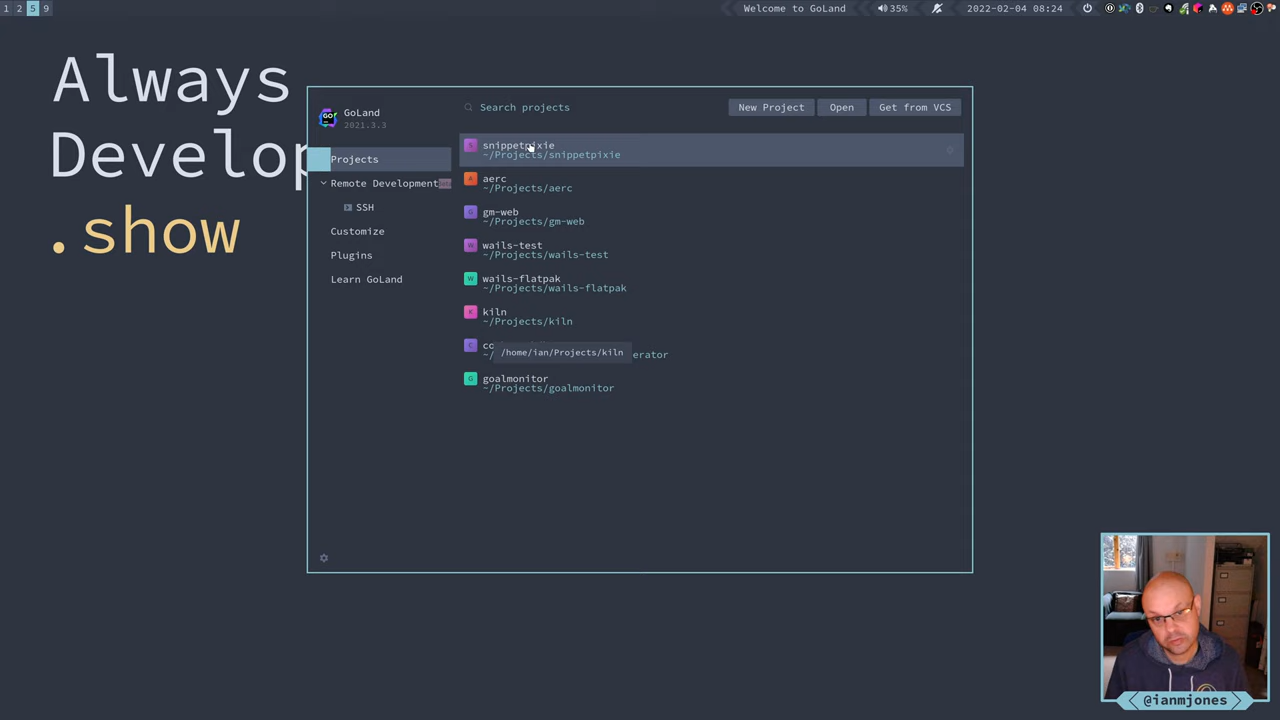 1 2 5 9
Welcome to GoLand
35%
2022-02-04 08:24
Always
Develop
.show
GoLand
2021.3.3
Search projects
New Project
Open
Get from VCS
Projects
Remote Development
SSH
Customize
Plugins
Learn GoLand
snippetpixie
~/Projects/snippetpixie
aerc
~/Projects/aerc
gm-web
~/Projects/gm-web
wails-test
~/Projects/wails-test
wails-flatpak
~/Projects/wails-flatpak
kiln
~/Projects/kiln
co
/home/ian/Projects/kiln
~/
erator
goalmonitor
~/Projects/goalmonitor
@ianmjones